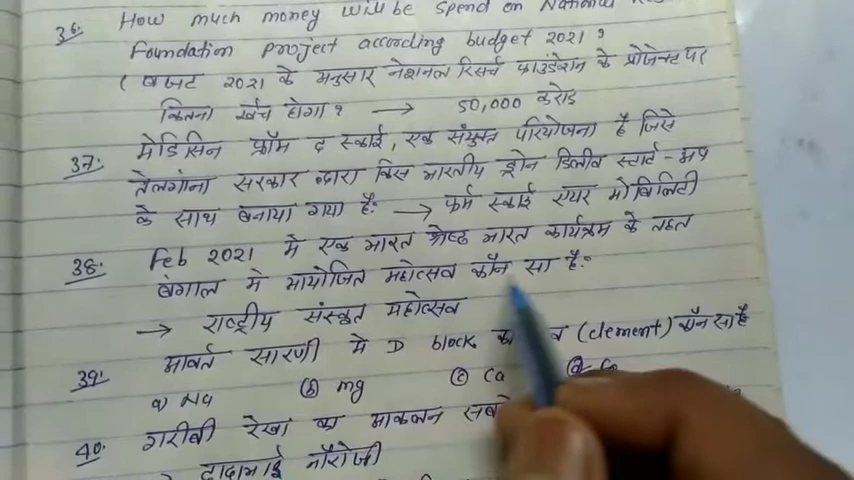 36. How much money will be spend on National
Foundation project according budget 2021?
( बजट 2021 के अनुसार नेशनल रिसर्च फाउंडेशन के प्रोजेक्ट पर
कितना खर्च होगा? → 50,000 करोड
37. मेडिसिन फ्रॉम द स्काई, एक संयुक्त परियोजना है जिसे
तेलगांना सरकार द्वारा किस भारतीय ड्रोन डिलीव स्टार्ट-अप
के साथ बनाया गया है: → फर्म स्काई एयर मोबिलिटी
38. Feb 2021 मे एक भारत श्रेष्ठ भारत कार्यक्रम के तहत
बंगाल मे आयोजित महोत्सव कौन सा है:
→ राष्ट्रीय संस्कृत महोत्सव
39. आवर्त सारणी मे D block का (element) कौन सा है
a) Na (b) mg (c) Ca (d)
40. गरीबी रेखा का आकलन सबसे
→ दादाभाई नौरोजी